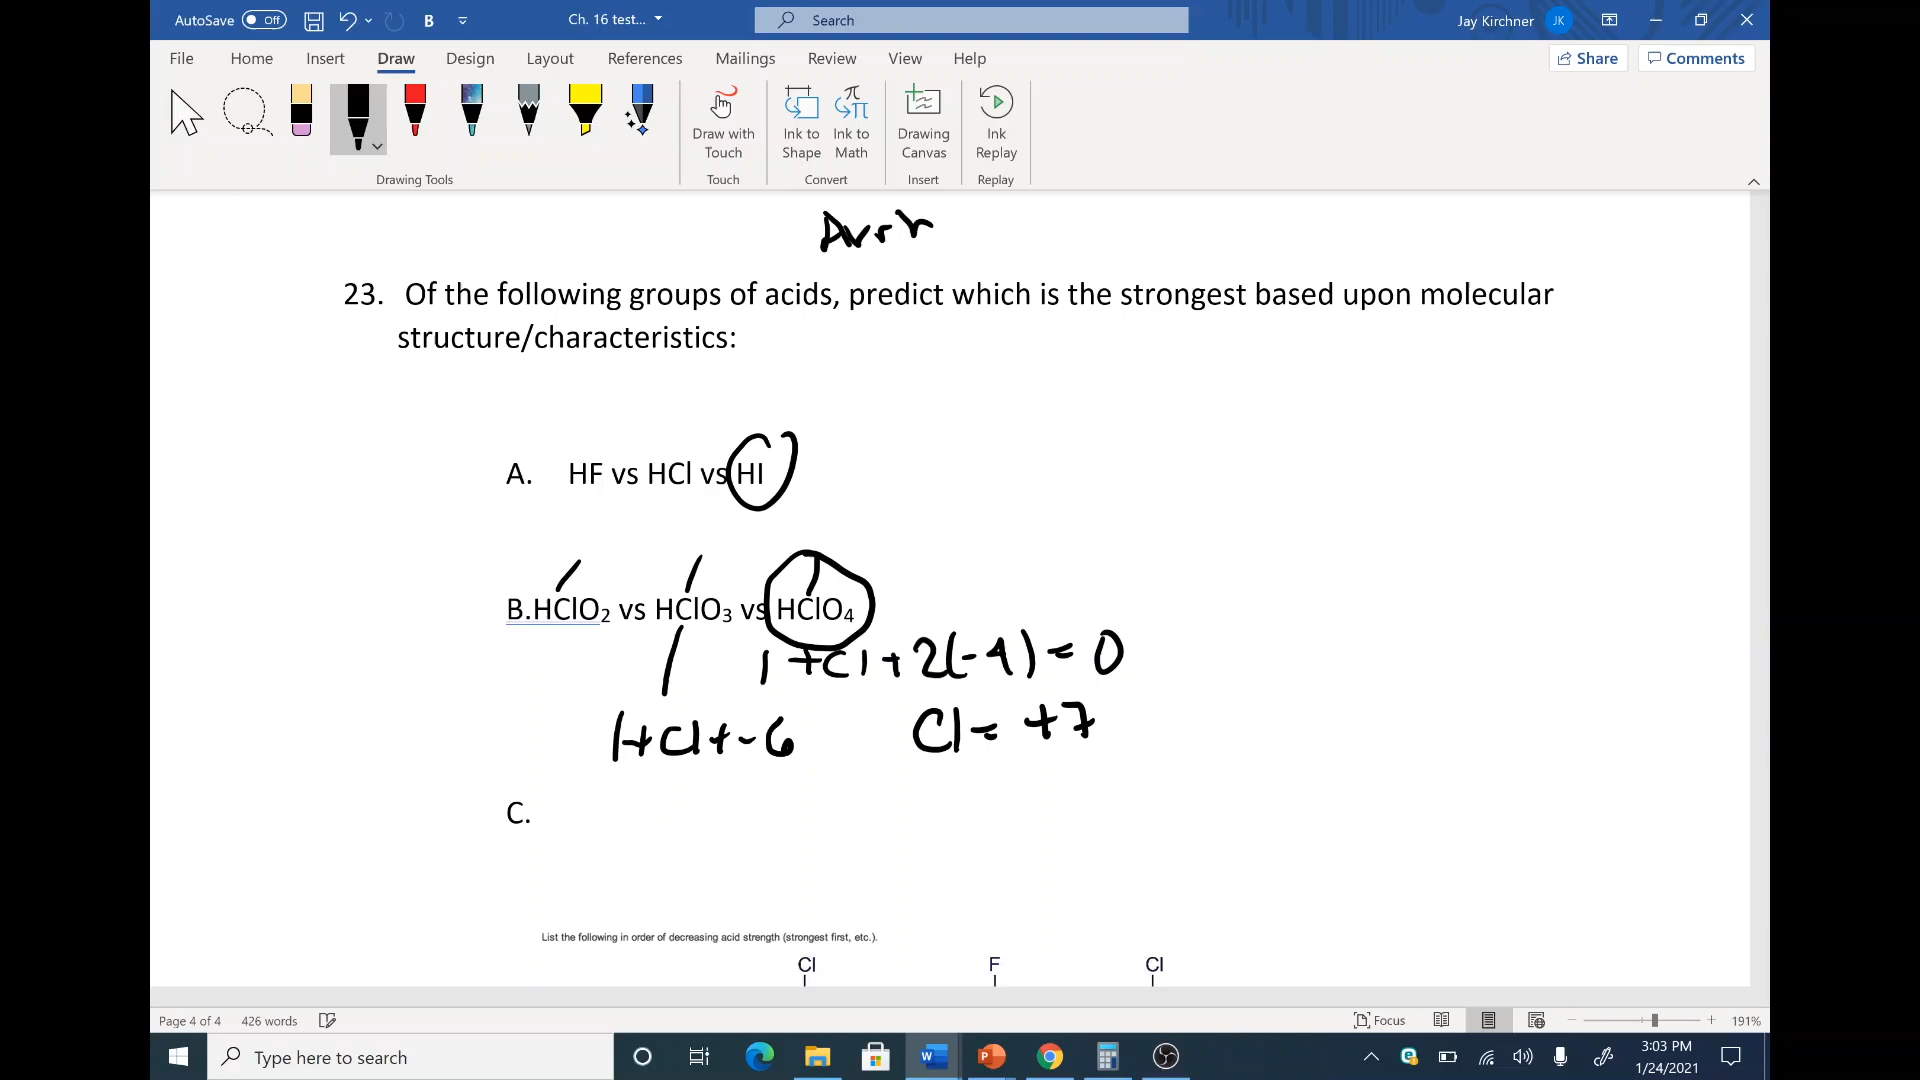 AutoSave Off B Ch. 16 test... Search Jay Kirchner JK
File Home Insert Draw Design Layout References Mailings Review View Help Share Comments
Draw with Touch Ink to Shape Ink to Math Drawing Canvas Ink Replay
Drawing Tools Touch Convert Insert Replay
23. Of the following groups of acids, predict which is the strongest based upon molecular
structure/characteristics:
A. HF vs HCl vs HI
B.HClO₂ vs HClO₃ vs HClO₄
1+Cl+2(-4)=0
1+Cl+-6 Cl=+7
C.
List the following in order of decreasing acid strength (strongest first, etc.).
Cl F Cl
Page 4 of 4 426 words Focus 191%
Type here to search 3:03 PM
1/24/2021